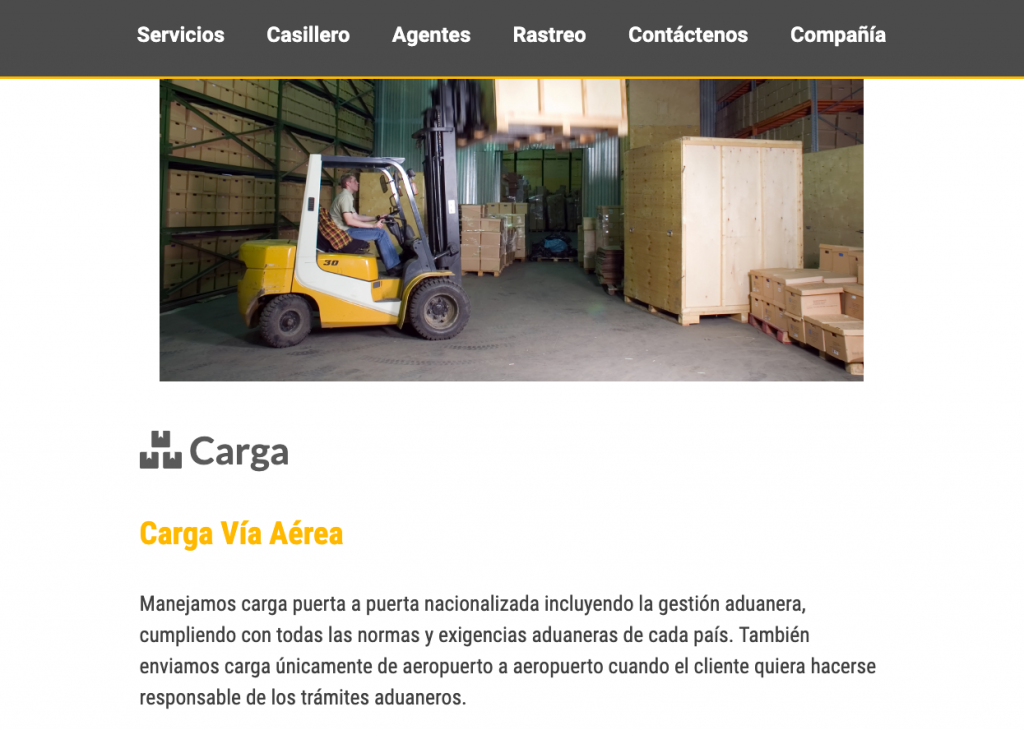 Servicios Casillero Agentes Rastreo Contáctenos Compañía
30
Carga
Carga Vía Aérea
Manejamos carga puerta a puerta nacionalizada incluyendo la gestión aduanera,
cumpliendo con todas las normas y exigencias aduaneras de cada país. También
enviamos carga únicamente de aeropuerto a aeropuerto cuando el cliente quiera hacerse
responsable de los trámites aduaneros.